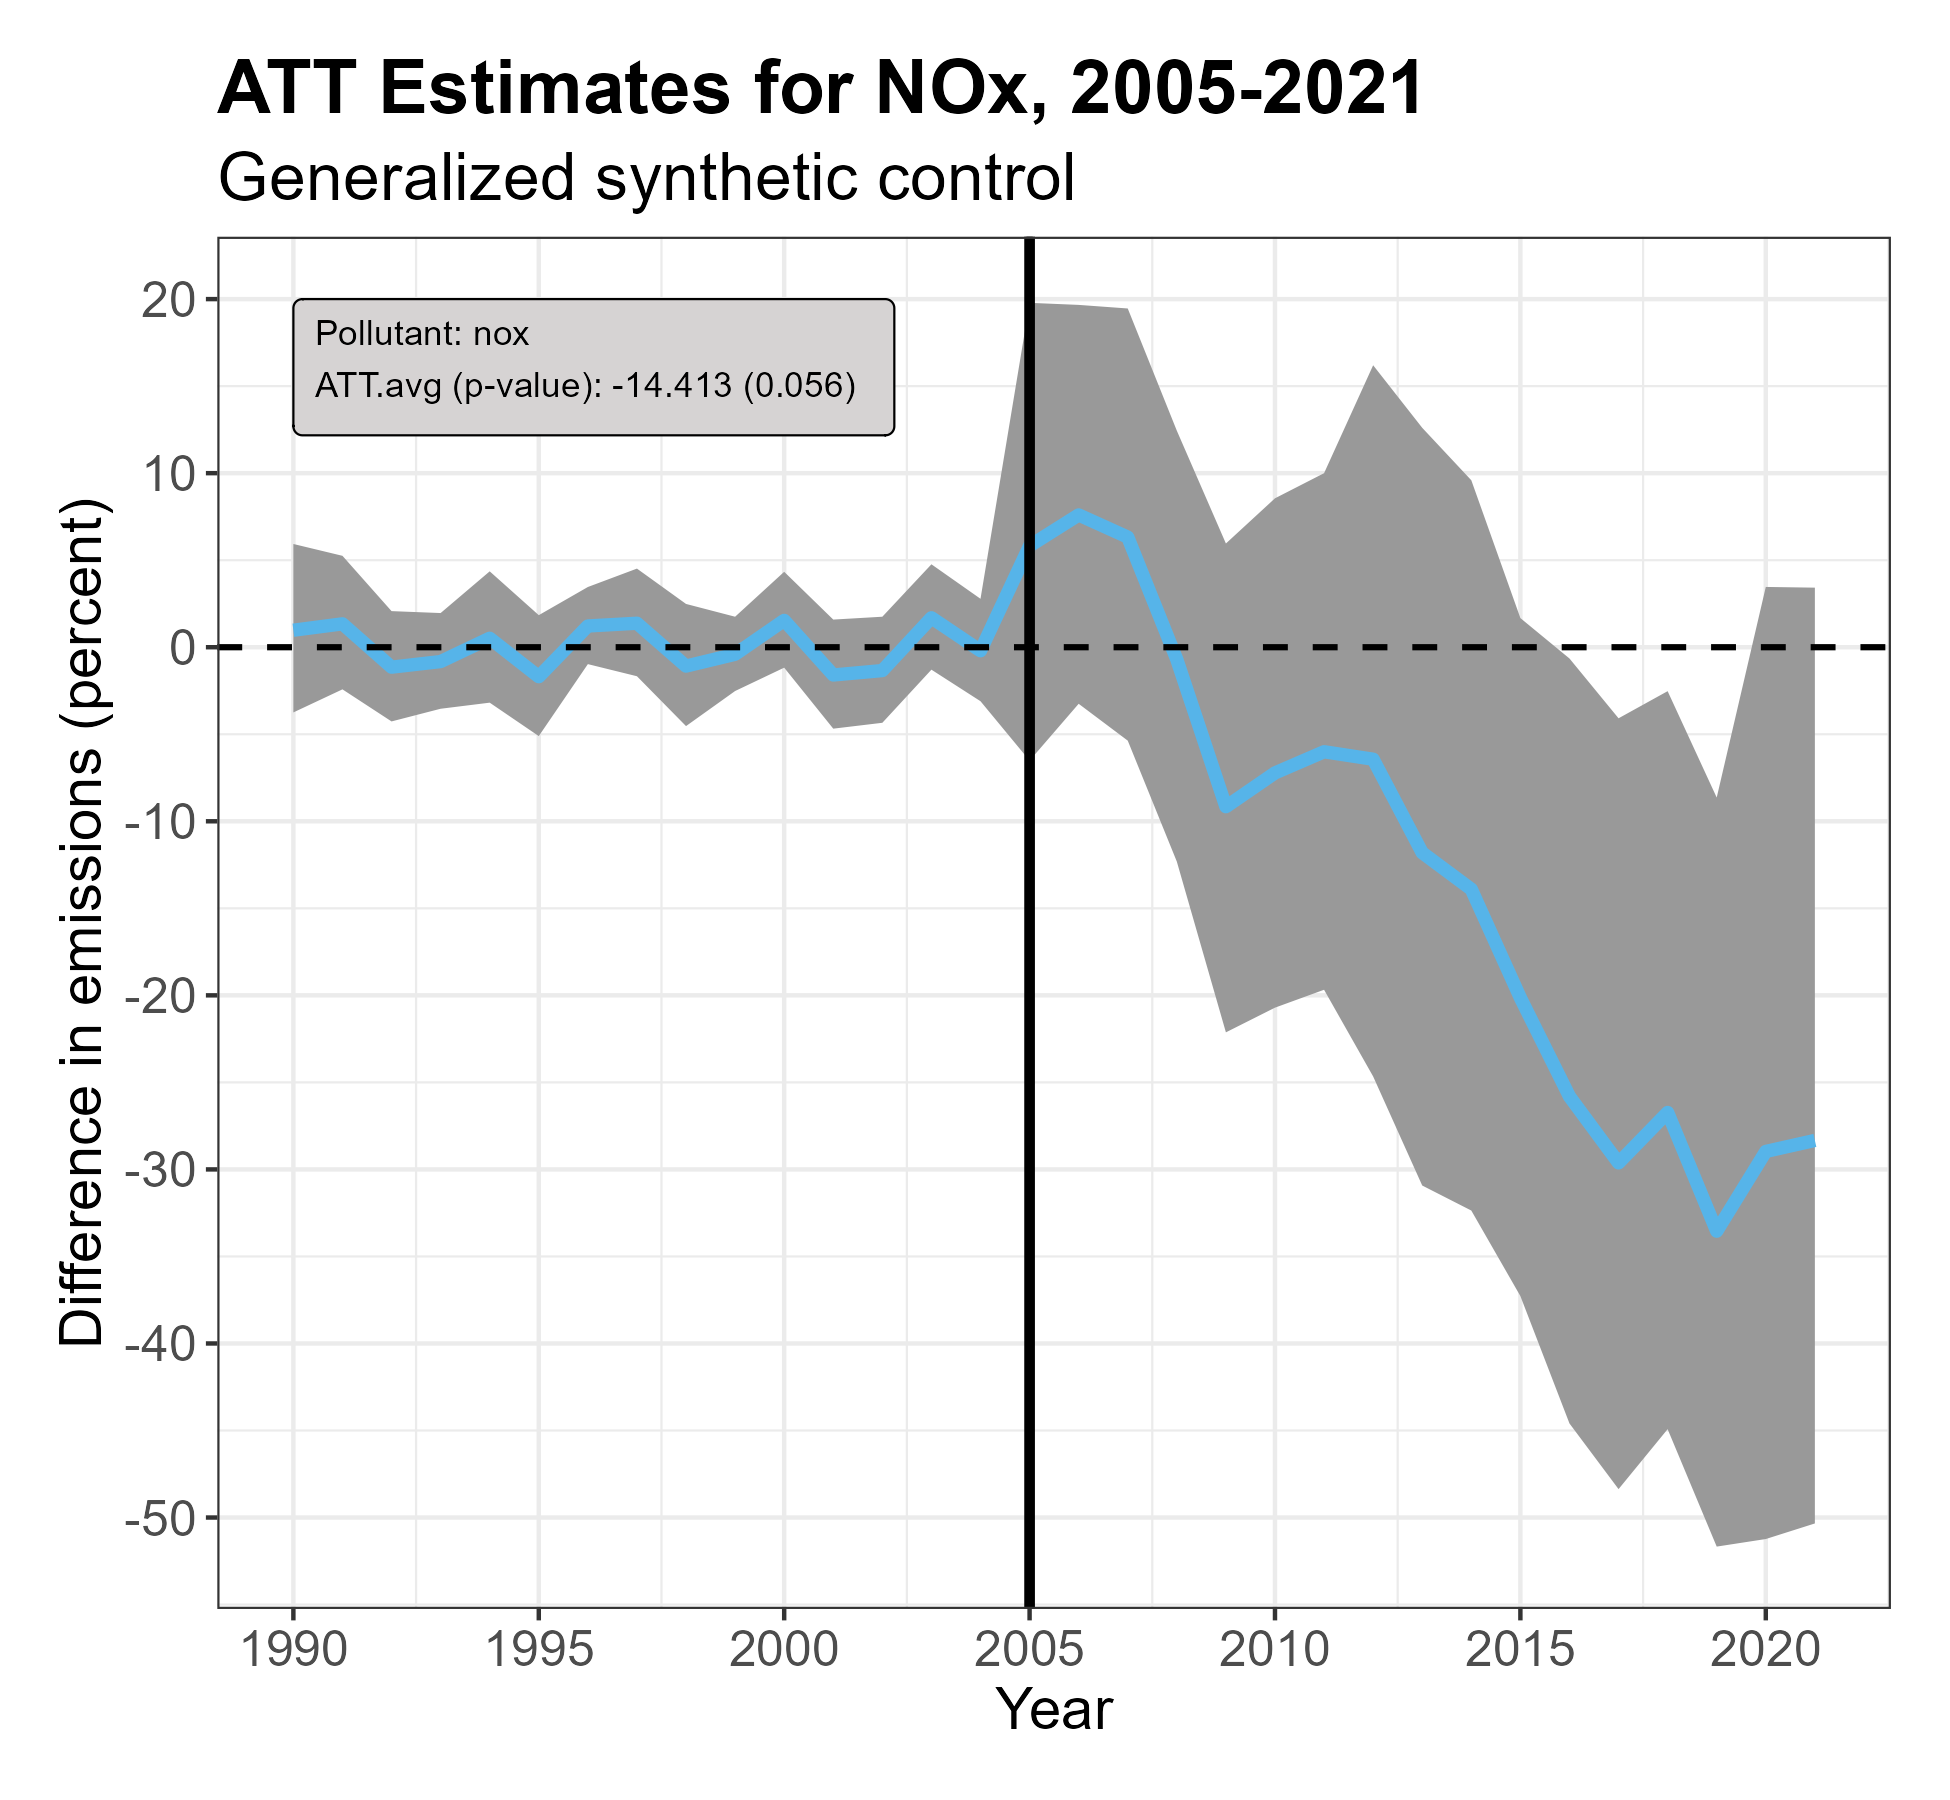 ATT Estimates for NOx, 2005-2021
Generalized synthetic control
Pollutant: nox
ATT.avg (p-value): -14.413 (0.056)
Difference in emissions (percent)
20
10
0
-10
-20
-30
-40
-50
1990 1995 2000 2005 2010 2015 2020
Year